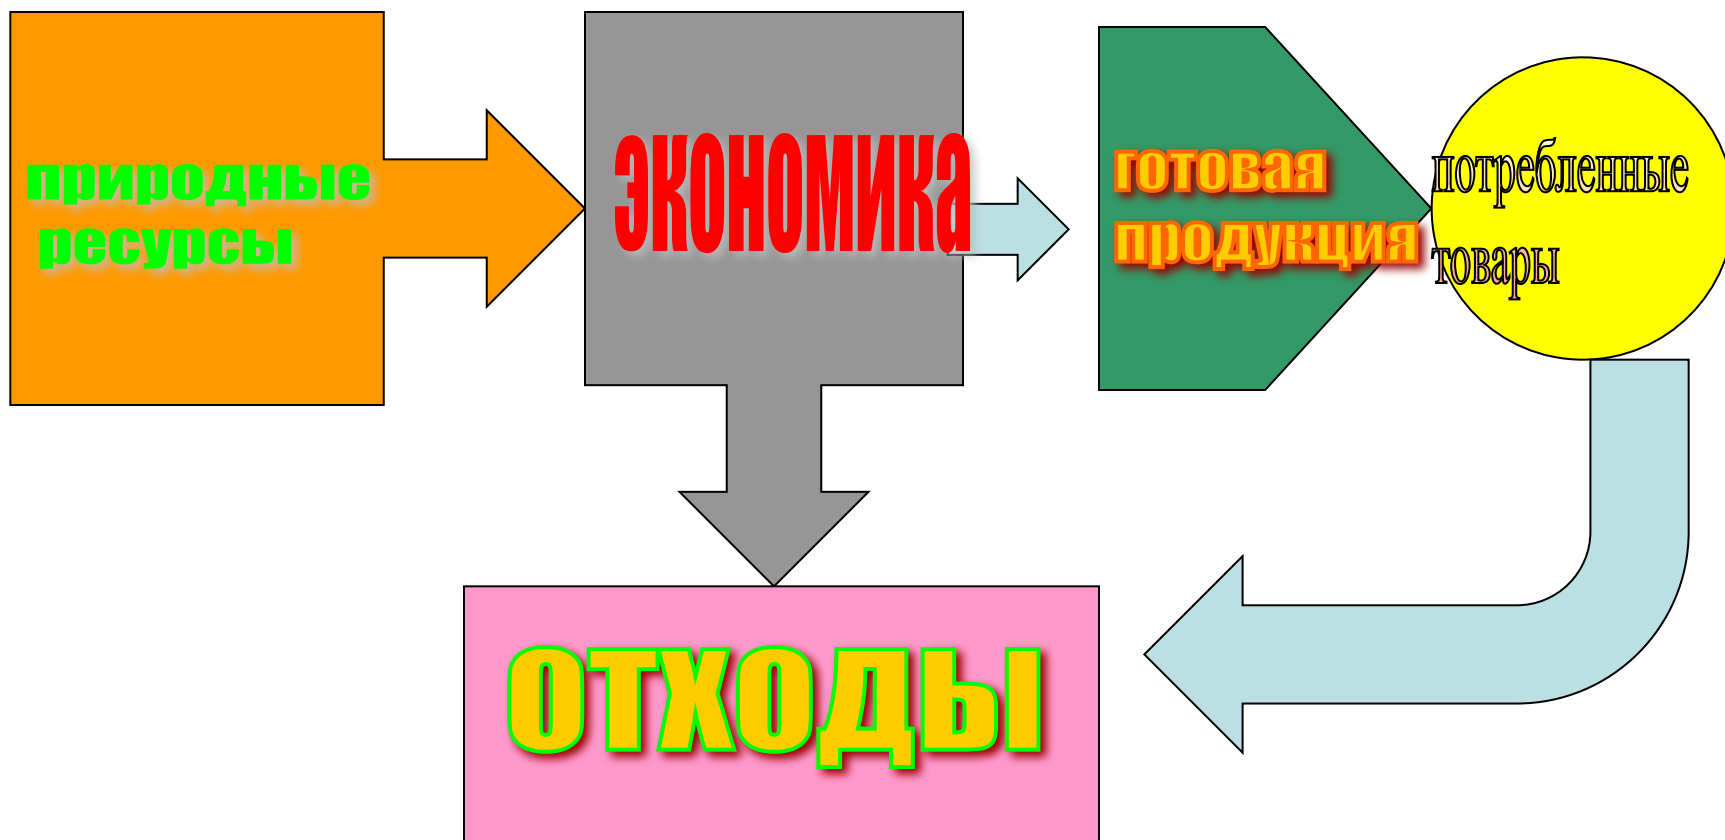 природные
ресурсы
экономика
готовая
продукция
потребленные
товары
отходы